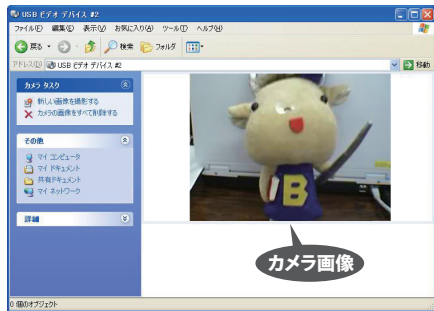 USB ビデオ デバイス #2
ファイル(F) 編集(E) 表示(V) お気に入り(A) ツール(T) ヘルプ(H)
戻る 検索 フォルダ
アドレス(D) USB ビデオ デバイス #2 移動
カメラ タスク
新しい画像を撮影する
カメラの画像をすべて削除する
その他
マイ コンピュータ
マイ ドキュメント
共有ドキュメント
マイ ネットワーク
詳細
B
カメラ画像
0 個のオブジェクト